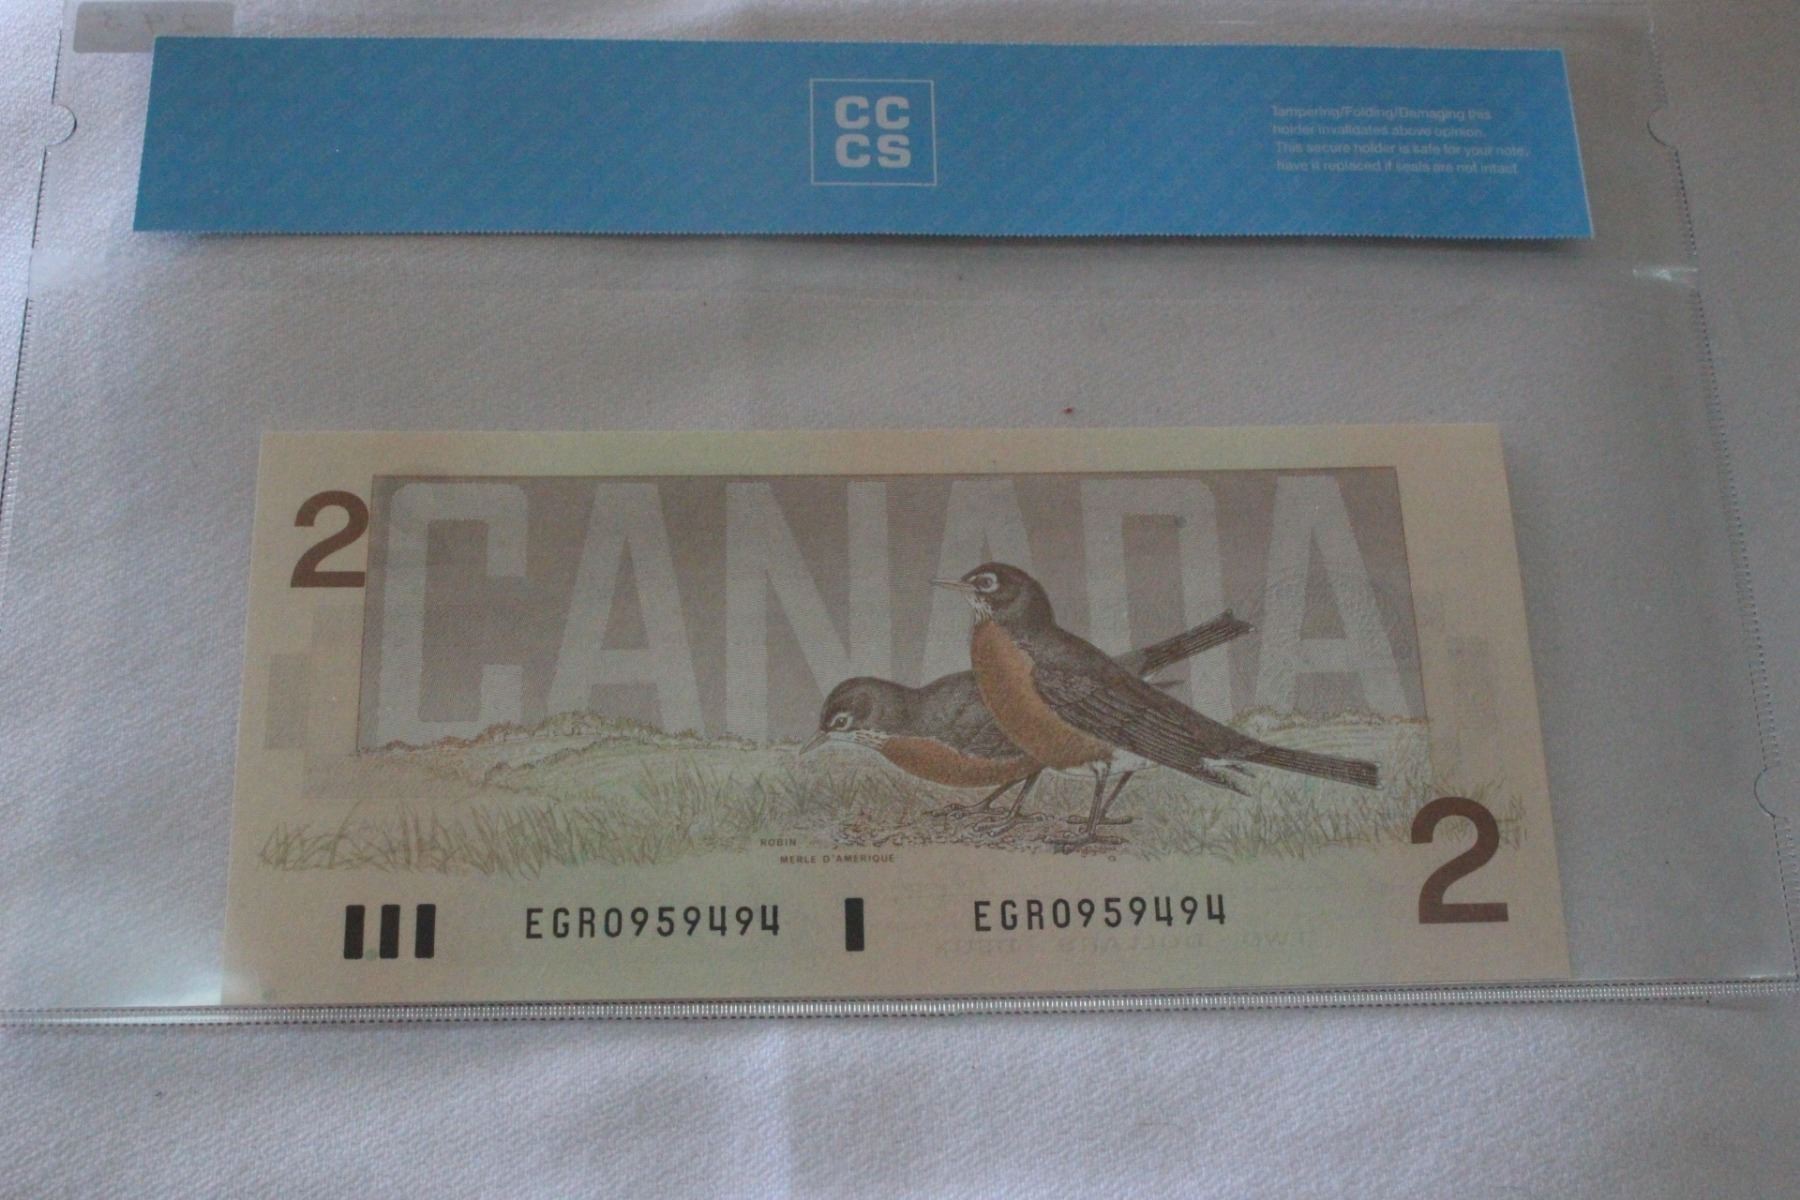 CC
CS
Tampering/Folding/Damaging this
holder invalidates above opinion.
This secure holder is safe for your note,
have it replaced if seals are not intact.
2
CANADA
ROBIN
MERLE D'AMÉRIQUE
2
EGR0959494 EGR0959494